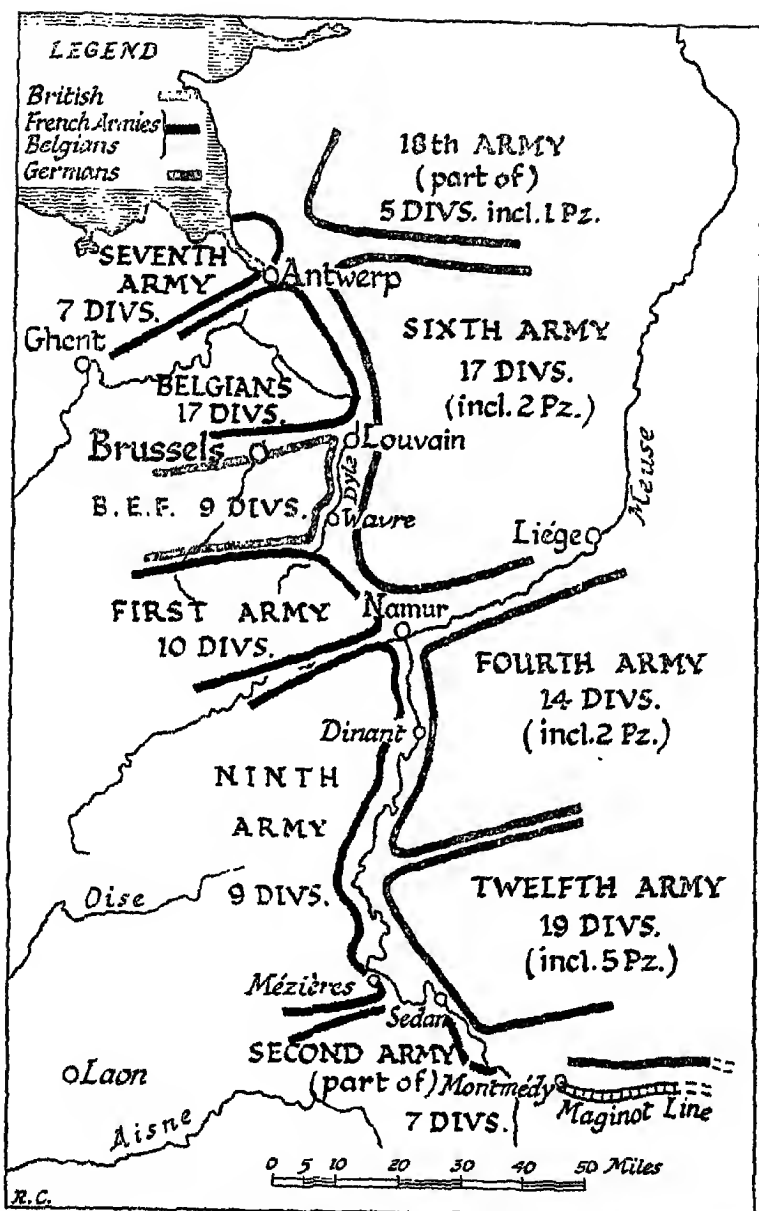 LEGEND
British
French Armies
Belgians
Germans
18th ARMY
(part of)
5 DIVS. incl. 1 Pz.
SEVENTH
ARMY
7 DIVS.
Antwerp
Ghent
SIXTH ARMY
17 DIVS.
(incl. 2 Pz.)
BELGIANS
17 DIVS.
Brussels
Louvain
Dyle
Meuse
B.E.F. 9 DIVS.
Wavre
Liége
FIRST ARMY
10 DIVS.
Namur
FOURTH ARMY
14 DIVS.
(incl. 2 Pz.)
Dinant
NINTH
ARMY
9 DIVS.
Oise
TWELFTH ARMY
19 DIVS.
(incl. 5 Pz.)
Mézières
Sedan
SECOND ARMY
(part of)
7 DIVS.
Montmédy
Maginot Line
Laon
Aisne
0 5 10 20 30 40 50 Miles
R.C.